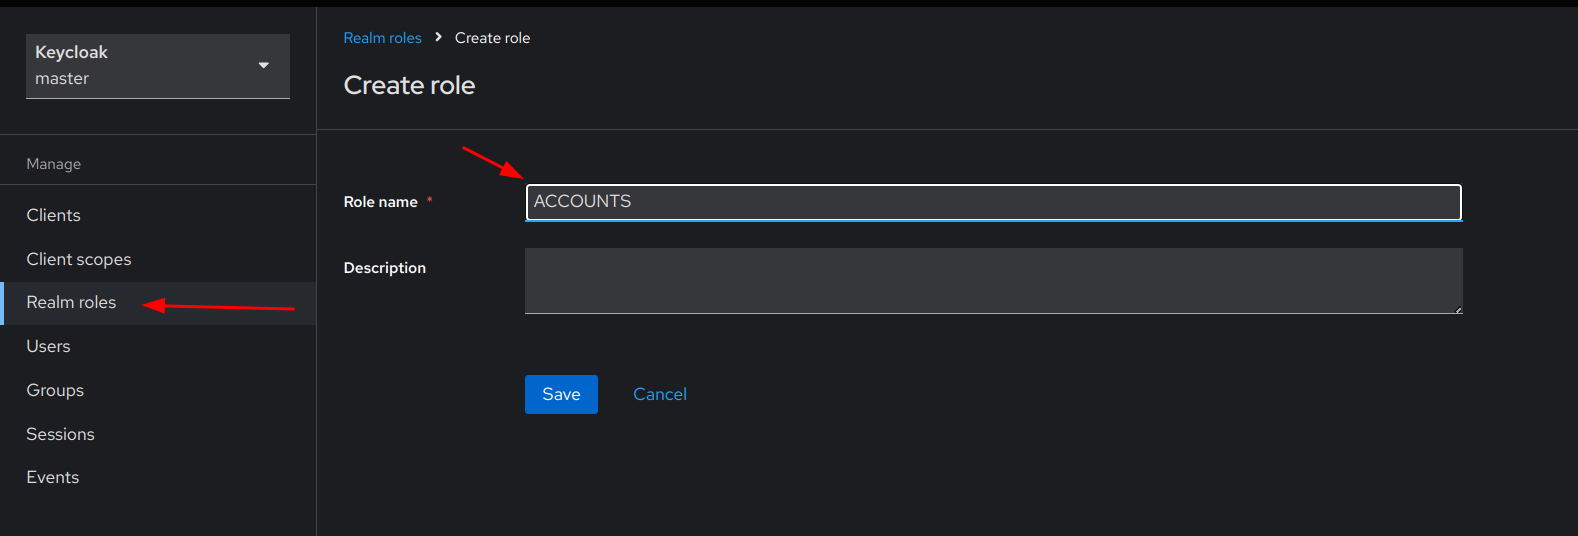 Keycloak
master
Manage
Clients
Client scopes
Realm roles
Users
Groups
Sessions
Events
Realm roles > Create role
Create role
Role name *
ACCOUNTS
Description
Save Cancel